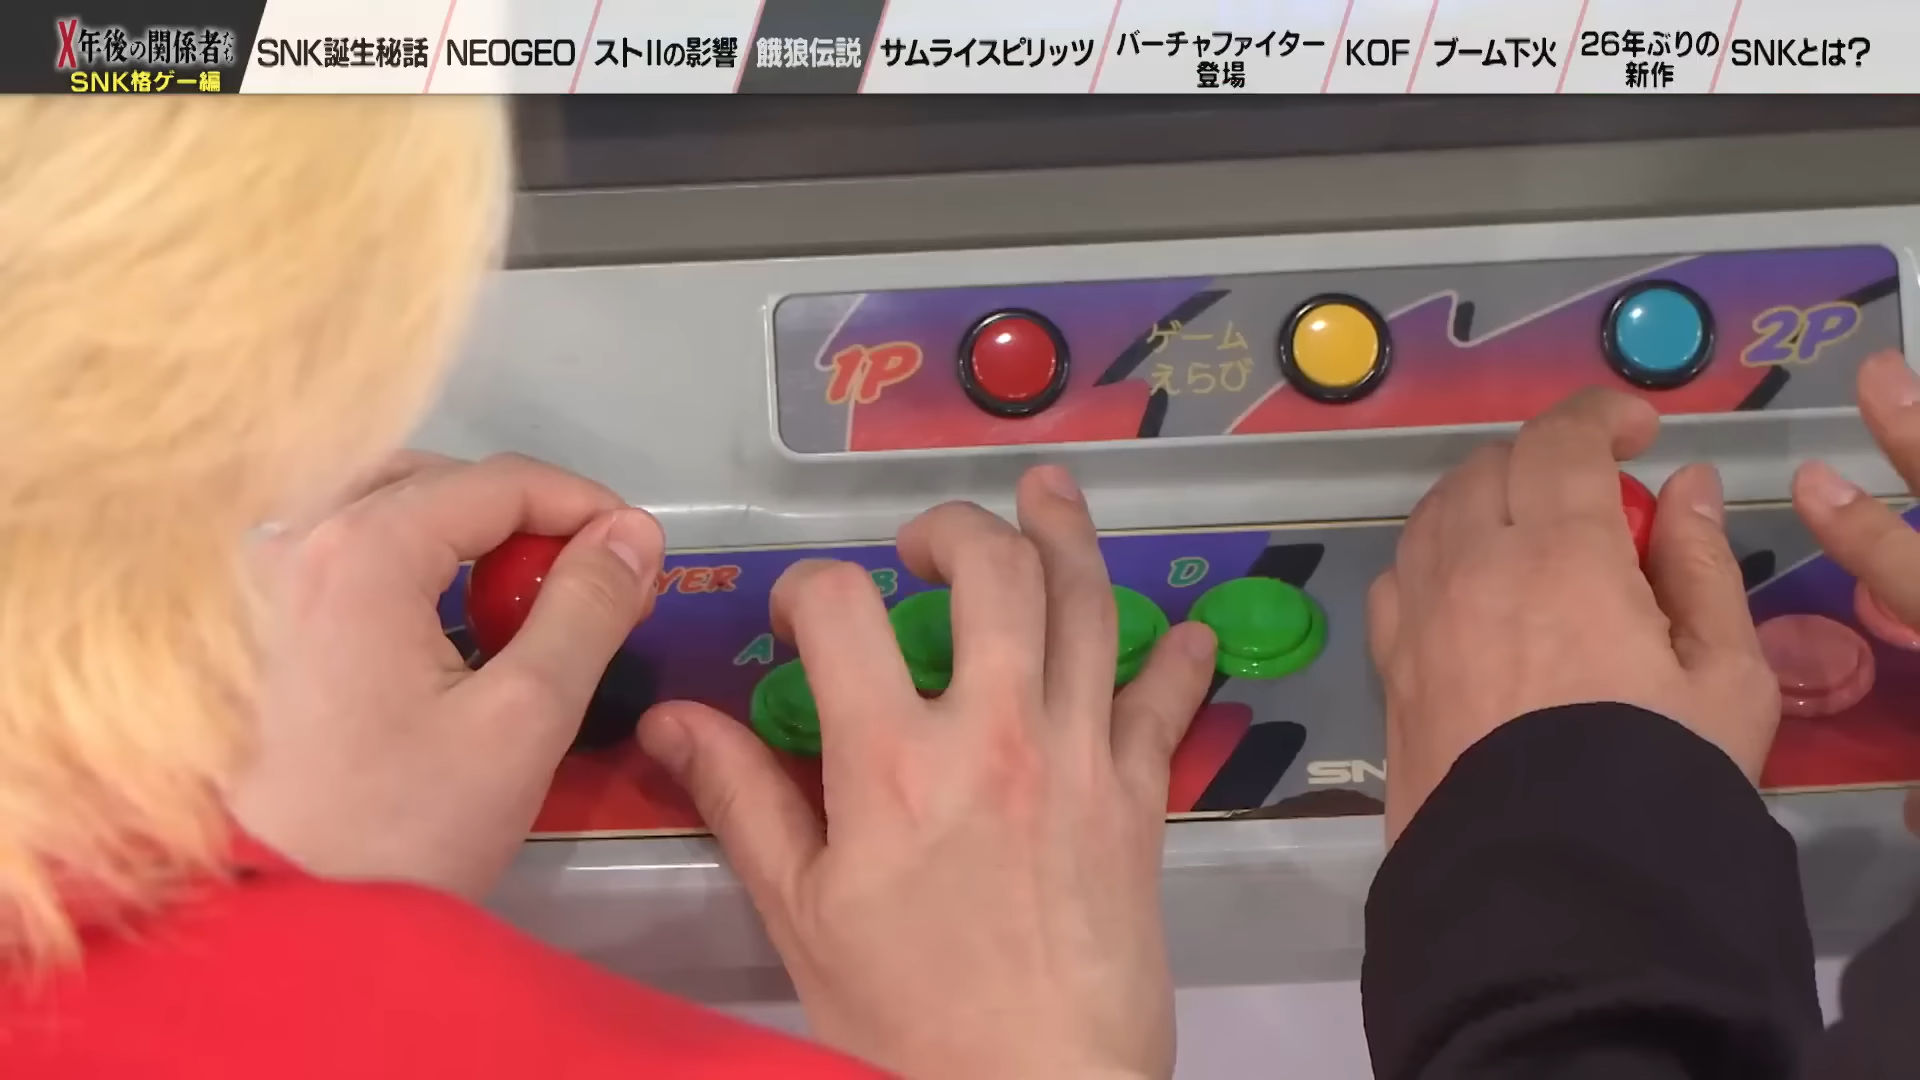 X年後の関係者たち
SNK格ゲー編
SNK誕生秘話
NEOGEO
ストIIの影響
餓狼伝説
サムライスピリッツ
バーチャファイター
登場
KOF
ブーム下火
26年ぶりの
新作
SNKとは?
1P
ゲーム
えらび
2P
YER
A
B
D
SN